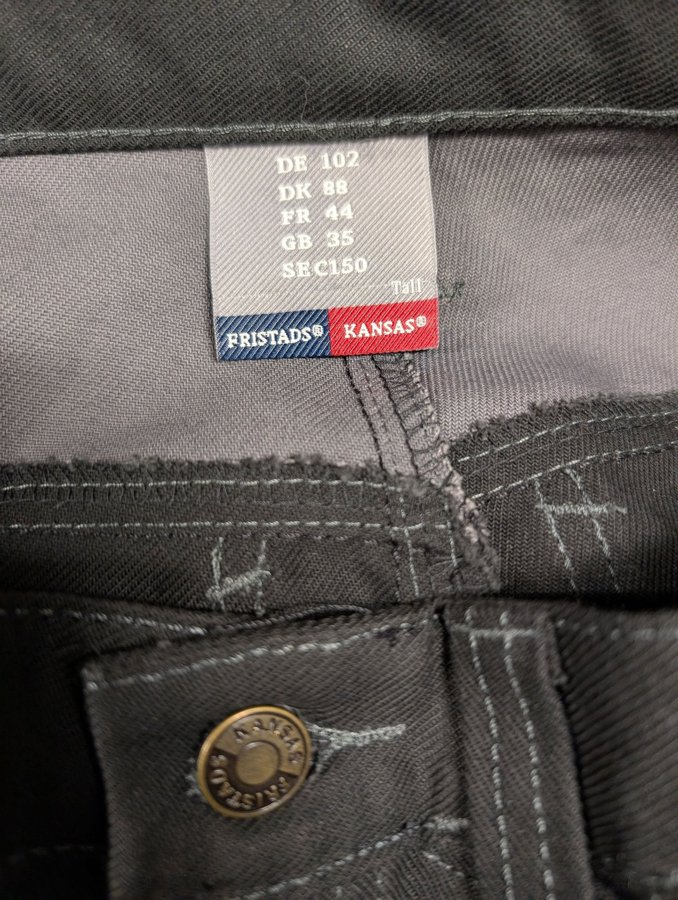 DE 102
DK 88
FR 44
GB 35
SE C150
Tall
FRISTADS® KANSAS®
KANSAS
FRISTADS